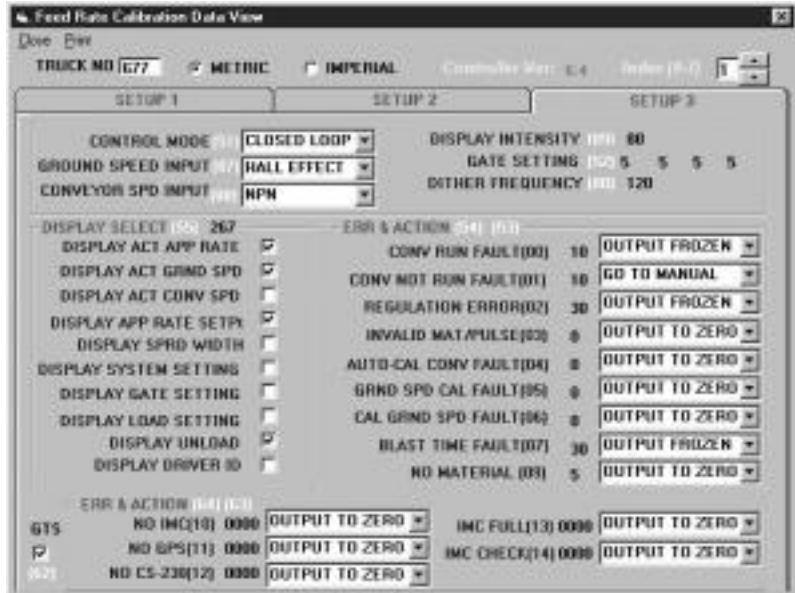 Feed Rate Calibration Data View
Close Print
TRUCK NO 677 METRIC IMPERIAL Controller Ver: 6.4 Index (0-7) 1
SETUP 1 SETUP 2 SETUP 3
CONTROL MODE CLOSED LOOP
GROUND SPEED INPUT HALL EFFECT
CONVEYOR SPD INPUT NPN
DISPLAY INTENSITY 80
GATE SETTING 5 5 5 5
DITHER FREQUENCY 120
DISPLAY SELECT 267
DISPLAY ACT APP RATE
DISPLAY ACT GRND SPD
DISPLAY ACT CONV SPD
DISPLAY APP RATE SETPt
DISPLAY SPRD WIDTH
DISPLAY SYSTEM SETTING
DISPLAY GATE SETTING
DISPLAY LOAD SETTING
DISPLAY UNLOAD
DISPLAY DRIVER ID
ERR & ACTION (64) (63)
CONV RUN FAULT(00) 10 OUTPUT FROZEN
CONV NOT RUN FAULT(01) 10 GO TO MANUAL
REGULATION ERROR(02) 30 OUTPUT FROZEN
INVALID MAT/PULSE(03) 0 OUTPUT TO ZERO
AUTO-CAL CONV FAULT(04) 0 OUTPUT TO ZERO
GRND SPD CAL FAULT(05) 0 OUTPUT TO ZERO
CAL GRND SPD FAULT(06) 0 OUTPUT TO ZERO
BLAST TIME FAULT(07) 30 OUTPUT FROZEN
NO MATERIAL 5 OUTPUT TO ZERO
ERR & ACTION (64) (63)
GTS
(62)
NO IMC(10) 0000 OUTPUT TO ZERO
NO GPS(11) 0000 OUTPUT TO ZERO
NO CS-230(12) 0000 OUTPUT TO ZERO
IMC FULL(13) 0000 OUTPUT TO ZERO
IMC CHECK(14) 0000 OUTPUT TO ZERO